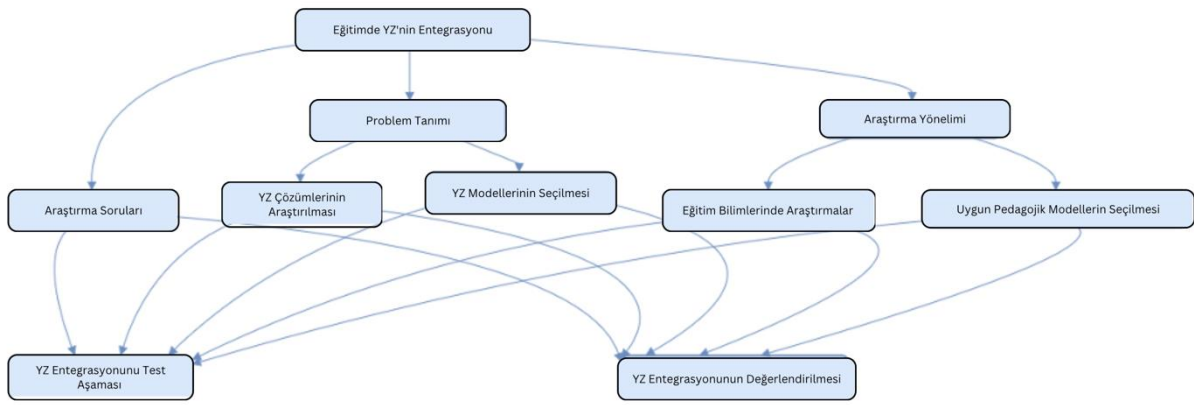 Eğitimde YZ'nin Entegrasyonu
Problem Tanımı
Araştırma Yönelimi
Araştırma Soruları
YZ Çözümlerinin
Araştırılması
YZ Modellerinin Seçilmesi
Eğitim Bilimlerinde Araştırmalar
Uygun Pedagojik Modellerin Seçilmesi
YZ Entegrasyonunu Test
Aşaması
YZ Entegrasyonunun Değerlendirilmesi